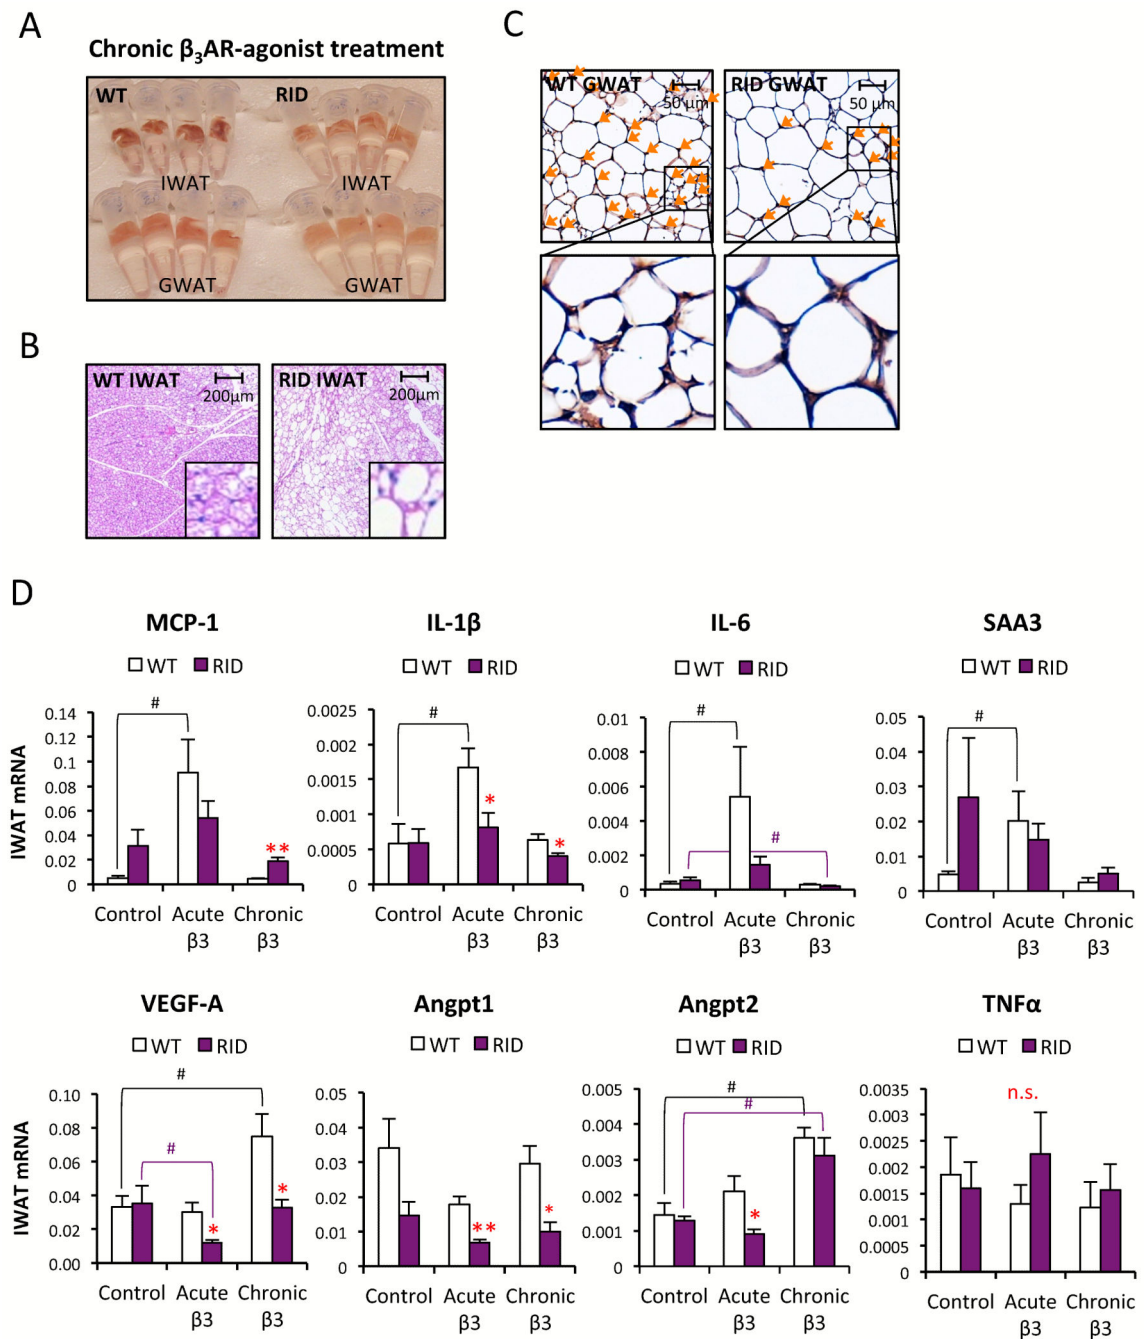 A
Chronic β3AR-agonist treatment
WT
RID
IWAT
IWAT
GWAT
GWAT
B
WT IWAT
200μm
RID IWAT
200μm
C
WT GWAT
50 μm
RID GWAT
50 μm
D
MCP-1
WT RID
IWAT mRNA
0.14
0.12
0.1
0.08
0.06
0.04
0.02
0
#
**
Control Acute β3 Chronic β3
IL-1β
WT RID
0.0025
0.002
0.0015
0.001
0.0005
0
#
*
*
Control Acute β3 Chronic β3
IL-6
WT RID
0.01
0.008
0.006
0.004
0.002
0
#
#
Control Acute β3 Chronic β3
SAA3
WT RID
0.05
0.04
0.03
0.02
0.01
0
#
Control Acute β3 Chronic β3
VEGF-A
WT RID
IWAT mRNA
0.10
0.08
0.06
0.04
0.02
0.00
#
#
*
*
Control Acute β3 Chronic β3
Angpt1
WT RID
0.05
0.04
0.03
0.02
0.01
0
**
*
Control Acute β3 Chronic β3
Angpt2
WT RID
0.005
0.004
0.003
0.002
0.001
0
#
#
*
Control Acute β3 Chronic β3
TNFα
WT RID
0.0035
0.003
0.0025
0.002
0.0015
0.001
0.0005
0
n.s.
Control Acute β3 Chronic β3